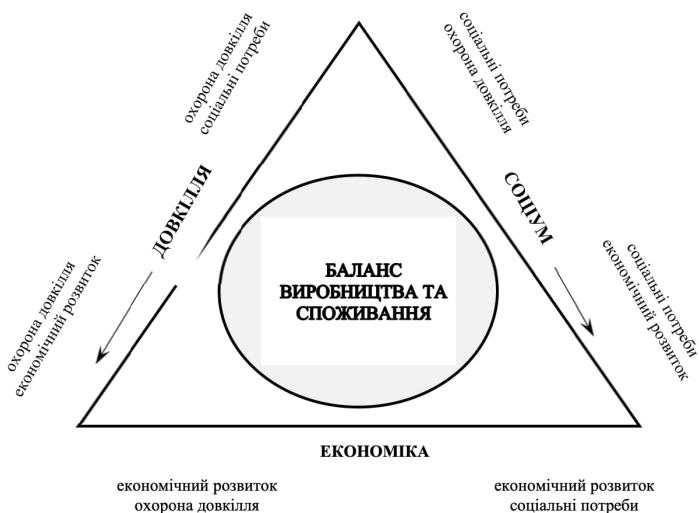 охорона довкілля
соціальні потреби
соціальні потреби
охорона довкілля
ДОВКІЛЛЯ
СОЦІУМ
охорона довкілля
економічний розвиток
БАЛАНС
ВИРОБНИЦТВА ТА
СПОЖИВАННЯ
соціальні потреби
економічний розвиток
ЕКОНОМІКА
економічний розвиток
охорона довкілля
економічний розвиток
соціальні потреби